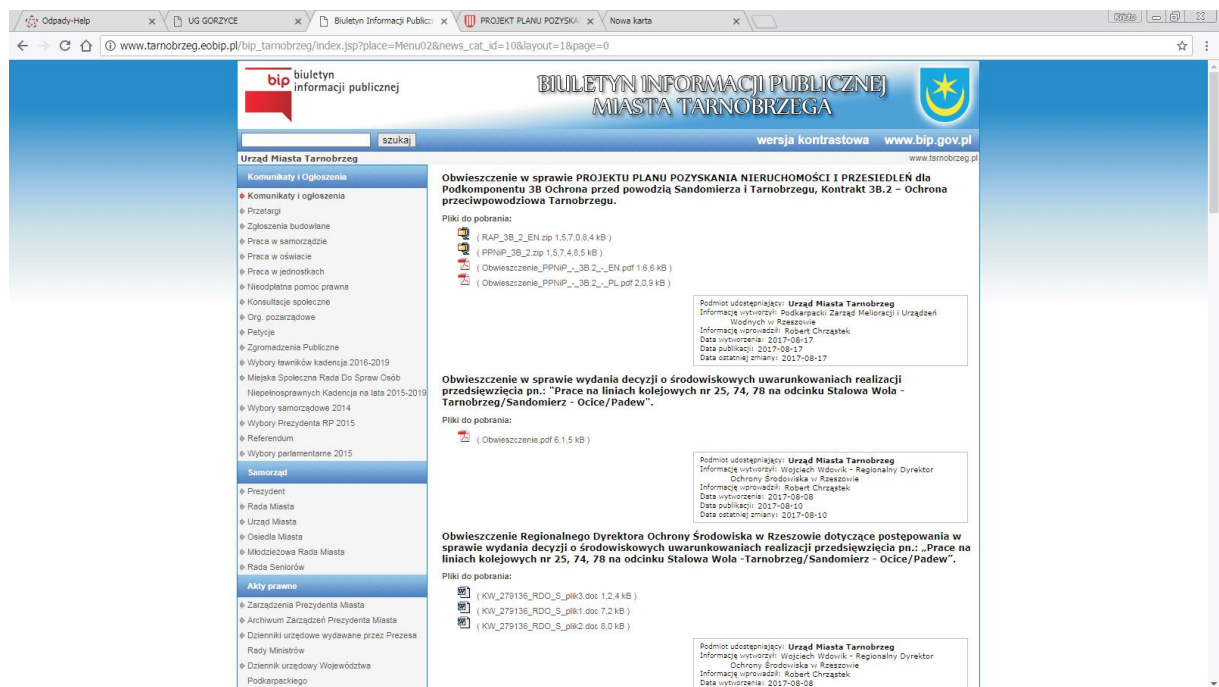 Odpady-Help
UG GORZYCE
Biuletyn Informacji Publicz
PROJEKT PLANU POZYSKA
Nowa karta
www.tarnobrzeg.eobip.pl/bip_tarnobrzeg/index.jsp?place=Menu02&news_cat_id=10&layout=1&page=0
bip biuletyn
informacji publicznej
BIULETYN INFORMACJI PUBLICZNEJ
MIASTA TARNOBRZEGA
szukaj
wersja kontrastowa www.bip.gov.pl
Urząd Miasta Tarnobrzeg
www.tarnobrzeg.pl
Komunikaty i Ogłoszenia
Komunikaty i ogłoszenia
Przetargi
Zgłoszenia budowlane
Praca w samorządzie
Praca w oświacie
Praca w jednostkach
Nieodpłatna pomoc prawna
Konsultacje społeczne
Org. pozarządowe
Petycje
Zgromadzenia Publiczne
Wybory ławników kadencja 2016-2019
Miejska Społeczna Rada Do Spraw Osób
Niepełnosprawnych Kadencja na lata 2015-2019
Wybory samorządowe 2014
Wybory Prezydenta RP 2015
Referendum
Wybory parlamentarne 2015
Samorząd
Prezydent
Rada Miasta
Urząd Miasta
Osiedla Miasta
Młodzieżowa Rada Miasta
Rada Seniorów
Akty prawne
Zarządzenia Prezydenta Miasta
Archiwum Zarządzeń Prezydenta Miasta
Dzienniki urzędowe wydawane przez Prezesa
Rady Ministrów
Dziennik urzędowy Województwa
Podkarpackiego
Obwieszczenie w sprawie PROJEKTU PLANU POZYSKANIA NIERUCHOMOŚCI I PRZESIEDLEŃ dla
Podkomponentu 3B Ochrona przed powodzią Sandomierza i Tarnobrzegu, Kontrakt 3B.2 – Ochrona
przeciwpowodziowa Tarnobrzegu.
Pliki do pobrania:
( RAP_3B_2_EN.zip 1,5,7,0,8,4 kB )
( PPNiP_3B_2.zip 1,5,7,4,8,5 kB )
( Obwieszczenie_PPNiP_-_3B.2_-_EN.pdf 1,6,6 kB )
( Obwieszczenie_PPNiP_-_3B.2_-_PL.pdf 2,0,9 kB )
Podmiot udostępniający: Urząd Miasta Tarnobrzeg
Informację wytworzył: Podkarpacki Zarząd Melioracji i Urządzeń
Wodnych w Rzeszowie
Informację wprowadził: Robert Chrząstek
Data wytworzenia: 2017-08-17
Data publikacji: 2017-08-17
Data ostatniej zmiany: 2017-08-17
Obwieszczenie w sprawie wydania decyzji o środowiskowych uwarunkowaniach realizacji
przedsięwzięcia pn.: "Prace na liniach kolejowych nr 25, 74, 78 na odcinku Stalowa Wola -
Tarnobrzeg/Sandomierz - Ocice/Padew".
Pliki do pobrania:
( Obwieszczenie.pdf 6,1,5 kB )
Podmiot udostępniający: Urząd Miasta Tarnobrzeg
Informację wytworzył: Wojciech Wdowik - Regionalny Dyrektor
Ochrony Środowiska w Rzeszowie
Informację wprowadził: Robert Chrząstek
Data wytworzenia: 2017-08-08
Data publikacji: 2017-08-10
Data ostatniej zmiany: 2017-08-10
Obwieszczenie Regionalnego Dyrektora Ochrony Środowiska w Rzeszowie dotyczące postępowania w
sprawie wydania decyzji o środowiskowych uwarunkowaniach realizacji przedsięwzięcia pn.: „Prace na
liniach kolejowych nr 25, 74, 78 na odcinku Stalowa Wola -Tarnobrzeg/Sandomierz - Ocice/Padew”.
Pliki do pobrania:
( KW_279136_RDO_S_plik3.doc 1,2,4 kB )
( KW_279136_RDO_S_plik1.doc 7,2 kB )
( KW_279136_RDO_S_plik2.doc 8,0 kB )
Podmiot udostępniający: Urząd Miasta Tarnobrzeg
Informację wytworzył: Wojciech Wdowik - Regionalny Dyrektor
Ochrony Środowiska w Rzeszowie
Informację wprowadził: Robert Chrząstek
Data wytworzenia: 2017-08-08